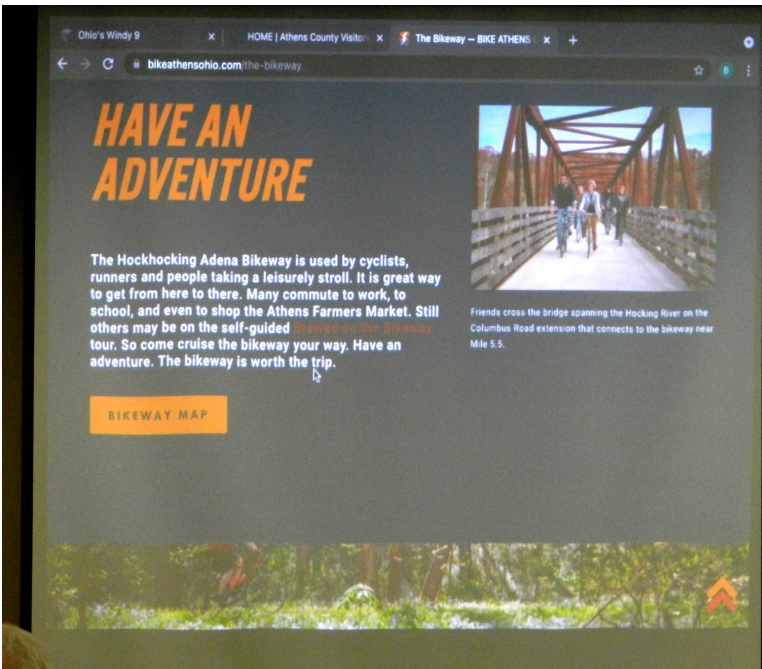 Ohio's Windy 9
HOME | Athens County Visitor
The Bikeway — BIKE ATHENS
bikeathensohio.com/the-bikeway
HAVE AN
ADVENTURE
The Hockhocking Adena Bikeway is used by cyclists,
runners and people taking a leisurely stroll. It is great way
to get from here to there. Many commute to work, to
school, and even to shop the Athens Farmers Market. Still
others may be on the self-guided Brewed on the Bikeway
tour. So come cruise the bikeway your way. Have an
adventure. The bikeway is worth the trip.
BIKEWAY MAP
Friends cross the bridge spanning the Hocking River on the
Columbus Road extension that connects to the bikeway near
Mile 5.5.